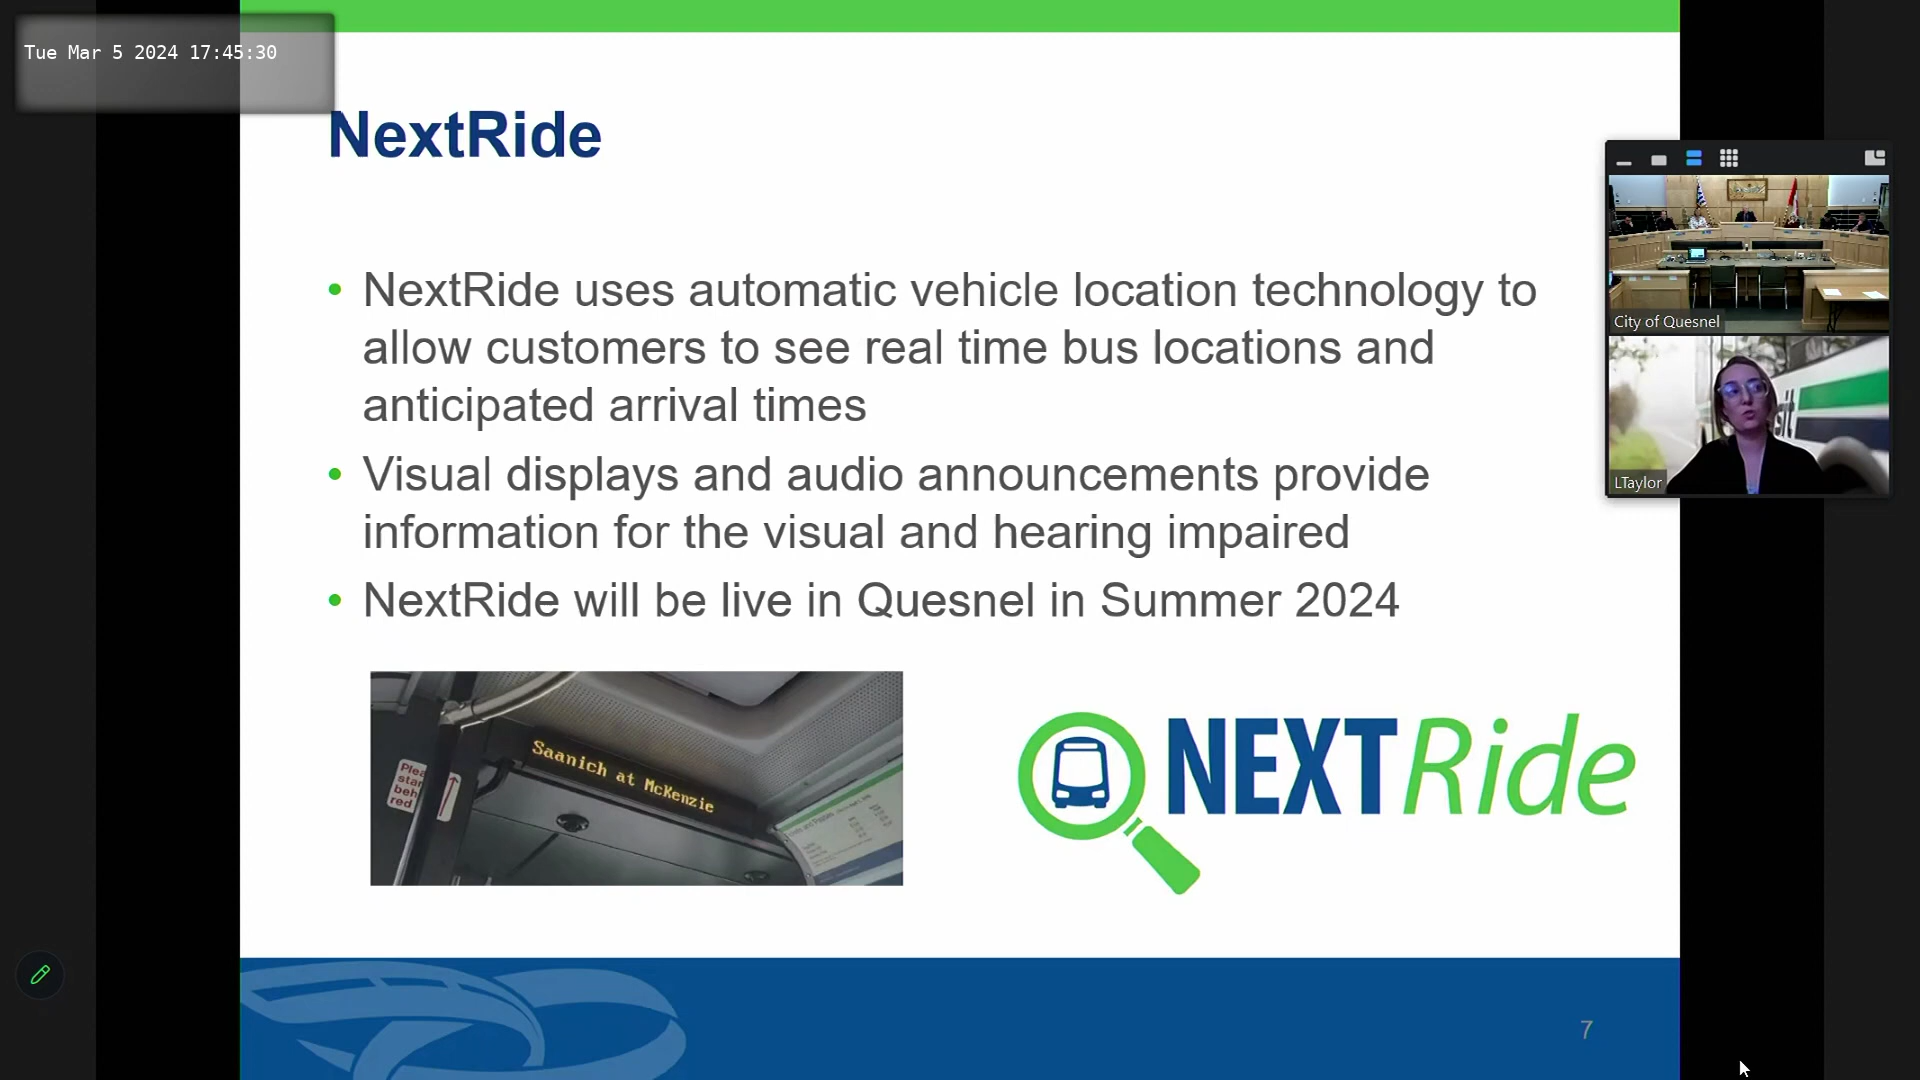 Tue Mar 5 2024 17:45:30
NextRide
• NextRide uses automatic vehicle location technology to
allow customers to see real time bus locations and
anticipated arrival times
• Visual displays and audio announcements provide
information for the visual and hearing impaired
• NextRide will be live in Quesnel in Summer 2024
Saanich at McKenzie
red
NEXTRide
7
City of Quesnel
sit
LTaylor